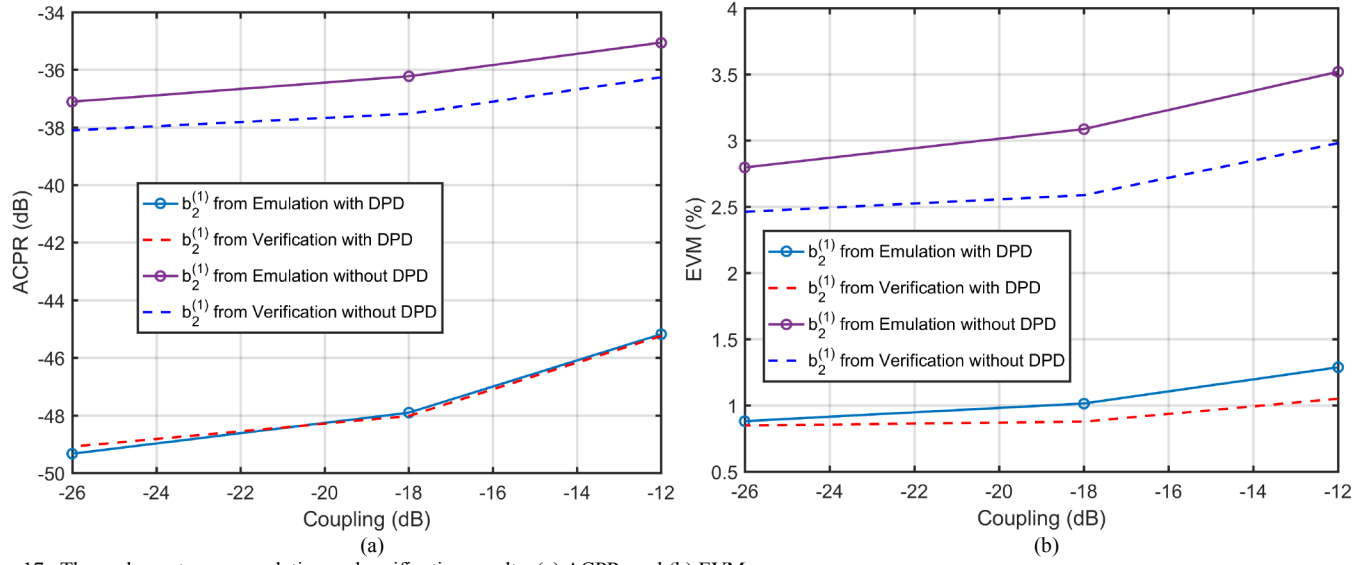 -34
-36
-38
-40
-42
-44
-46
-48
-50
ACPR (dB)
b2(1) from Emulation with DPD
b2(1) from Verification with DPD
b2(1) from Emulation without DPD
b2(1) from Verification without DPD
-26 -24 -22 -20 -18 -16 -14 -12
Coupling (dB)
(a)
4
3.5
3
2.5
2
1.5
1
0.5
EVM (%)
b2(1) from Emulation with DPD
b2(1) from Verification with DPD
b2(1) from Emulation without DPD
b2(1) from Verification without DPD
-26 -24 -22 -20 -18 -16 -14 -12
Coupling (dB)
(b)